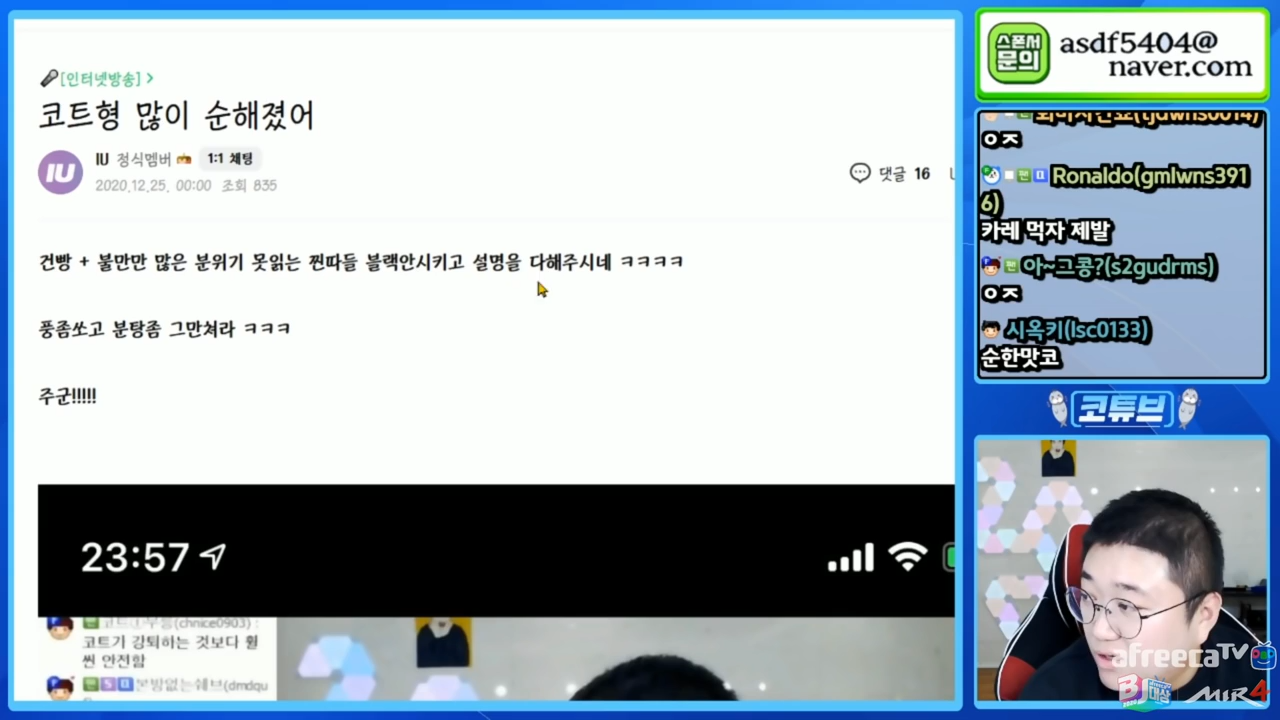 [인터넷방송] >
코트형 많이 순해졌어
IU 정식멤버 1:1 채팅
IU
2020.12.25. 00:00 조회 835
댓글 16
건빵 + 불만만 많은 분위기 못읽는 찐따들 블랙안시키고 설명을 다해주시네 ㅋㅋㅋㅋ
풍좀쏘고 분탕좀 그만쳐라 ㅋㅋㅋ
주군!!!!!
23:57
코트기 강퇴하는 것보다 훨
씬 안전함
스폰서
문의
asdf5404@
naver.com
ㅇㅈ
Ronaldo(gmlwns391
6)
카레 먹자 제발
아~그콩?(s2gudrms)
ㅇㅈ
시옥키(lsc0133)
순한맛코
코튜브
afreecaTV
BJ대상
MIR4